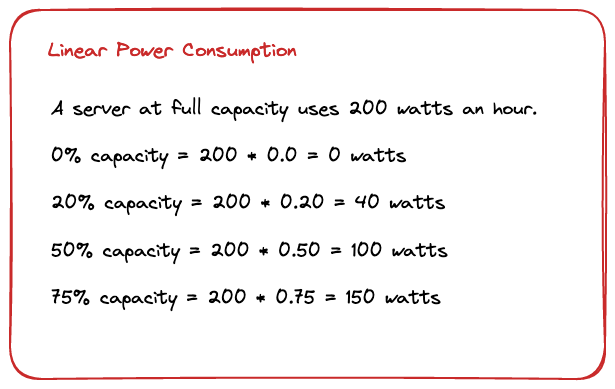 Linear Power Consumption
A server at full capacity uses 200 watts an hour.
0% capacity = 200 * 0.0 = 0 watts
20% capacity = 200 * 0.20 = 40 watts
50% capacity = 200 * 0.50 = 100 watts
75% capacity = 200 * 0.75 = 150 watts